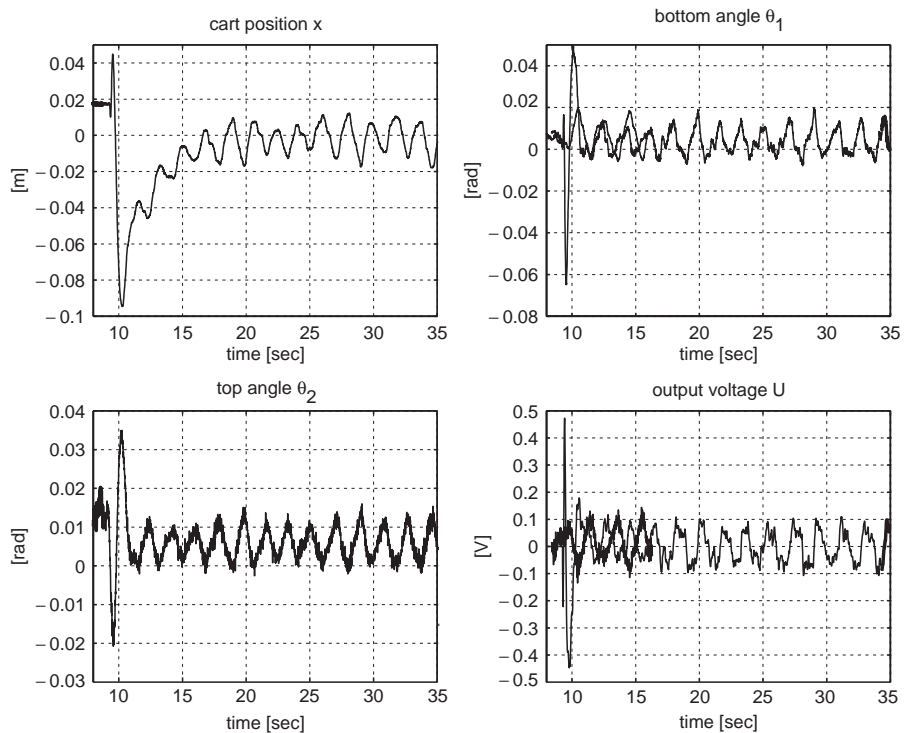 cart position x
0.04
0.02
0
−0.02
−0.04
−0.06
−0.08
−0.1
[m]
10 15 20 25 30 35
time [sec]
bottom angle θ1
0.04
0.02
0
−0.02
−0.04
−0.06
−0.08
[rad]
10 15 20 25 30 35
time [sec]
top angle θ2
0.04
0.03
0.02
0.01
0
−0.01
−0.02
−0.03
[rad]
10 15 20 25 30 35
time [sec]
output voltage U
0.5
0.4
0.3
0.2
0.1
0
−0.1
−0.2
−0.3
−0.4
−0.5
[V]
10 15 20 25 30 35
time [sec]